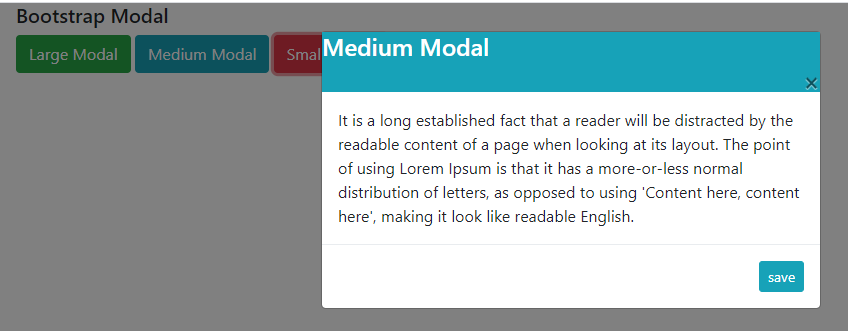 Bootstrap Modal
Large Modal Medium Modal Smal
Medium Modal
×
It is a long established fact that a reader will be distracted by the
readable content of a page when looking at its layout. The point
of using Lorem Ipsum is that it has a more-or-less normal
distribution of letters, as opposed to using 'Content here, content
here', making it look like readable English.
save